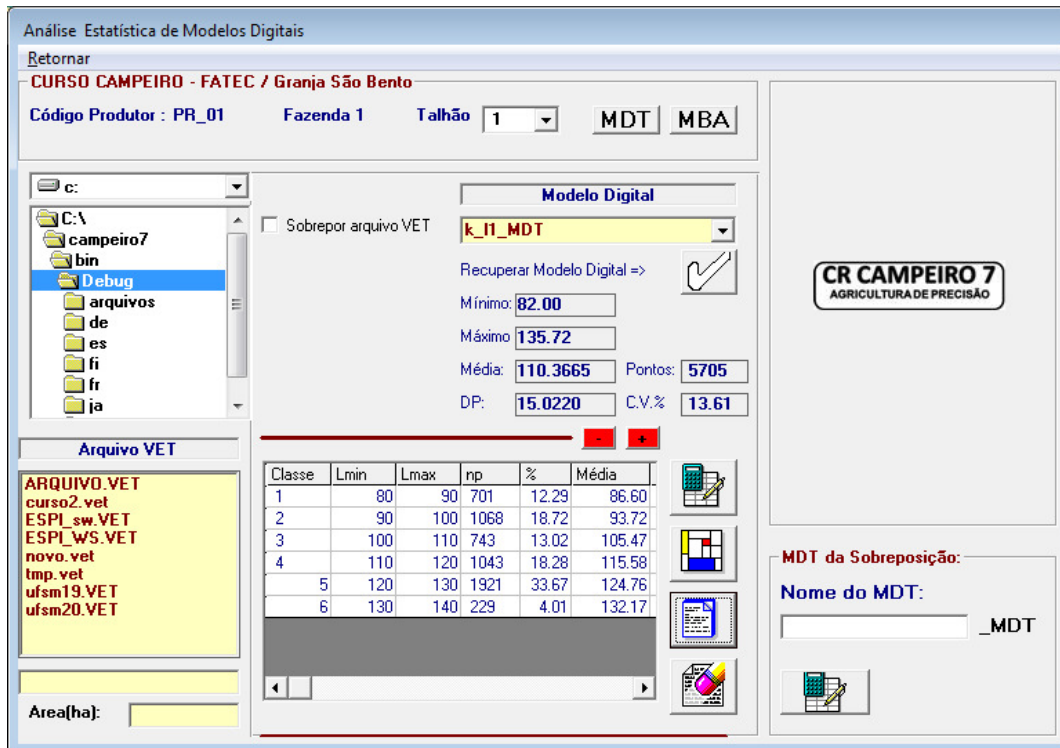 Análise Estatística de Modelos Digitais
Retornar
CURSO CAMPEIRO - FATEC / Granja São Bento
Código Produtor : PR_01 Fazenda 1 Talhão 1 MDT MBA
c:
C:\
campeiro7
bin
Debug
arquivos
de
es
fi
fr
ja
Arquivo VET
ARQUIVO.VET
curso2.vet
ESPI_sw.VET
ESPI_WS.VET
novo.vet
tmp.vet
ufsm19.VET
ufsm20.VET
Area(ha):
Modelo Digital
Sobrepor arquivo VET k_l1_MDT
Recuperar Modelo Digital =>
Mínimo: 82.00
Máximo 135.72
Média: 110.3665 Pontos: 5705
DP: 15.0220 C.V.% 13.61
- +
Classe Lmin Lmax np % Média
1 80 90 701 12.29 86.60
2 90 100 1068 18.72 93.72
3 100 110 743 13.02 105.47
4 110 120 1043 18.28 115.58
5 120 130 1921 33.67 124.76
6 130 140 229 4.01 132.17
CR CAMPEIRO 7
AGRICULTURA DE PRECISÃO
MDT da Sobreposição:
Nome do MDT:
_MDT